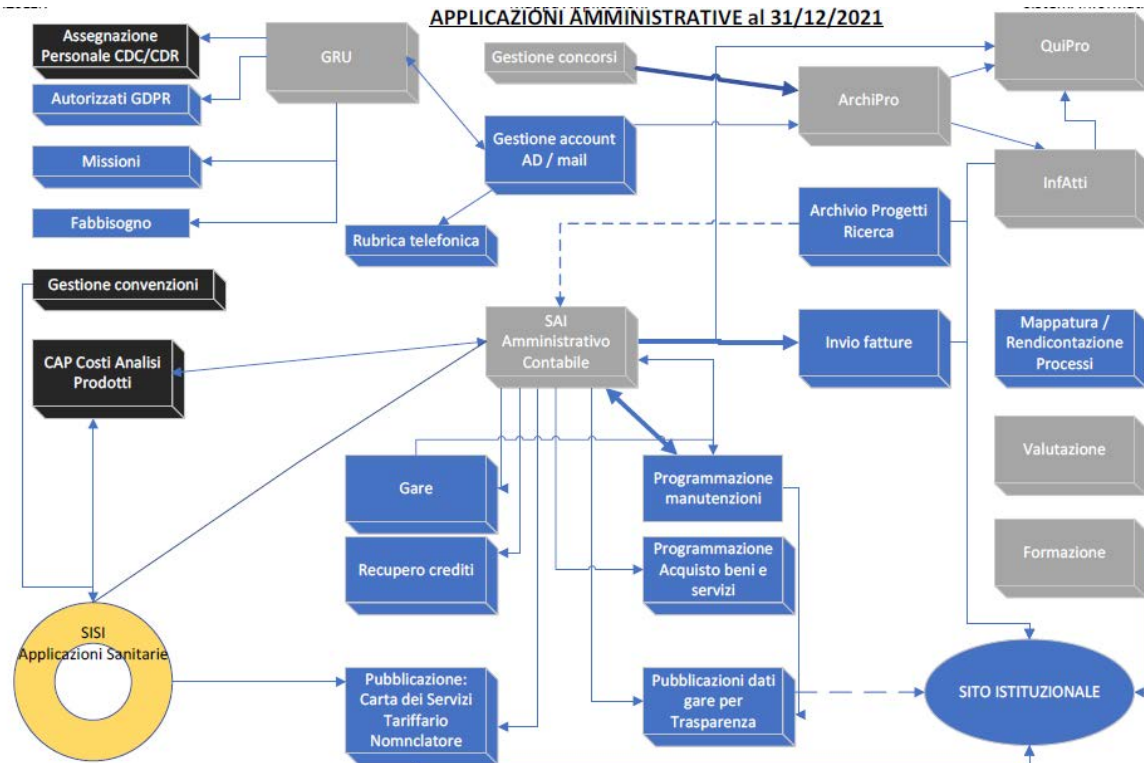 APPLICAZIONI AMMINISTRATIVE al 31/12/2021
Assegnazione
Personale CDC/CDR
GRU
Gestione concorsi
QuiPro
ArchiPro
Autorizzati GDPR
Gestione account
AD / mail
Missioni
InfAtti
Fabbisogno
Rubrica telefonica
Archivio Progetti
Ricerca
Gestione convenzioni
SAI
Amministrativo
Contabile
Invio fatture
Mappatura /
Rendicontazione
Processi
CAP Costi Analisi
Prodotti
Valutazione
Gare
Programmazione
manutenzioni
Formazione
Recupero crediti
Programmazione
Acquisto beni e
servizi
SISI
Applicazioni Sanitarie
Pubblicazione:
Carta dei Servizi
Tariffario
Nomnclatore
Pubblicazioni dati
gare per
Trasparenza
SITO ISTITUZIONALE